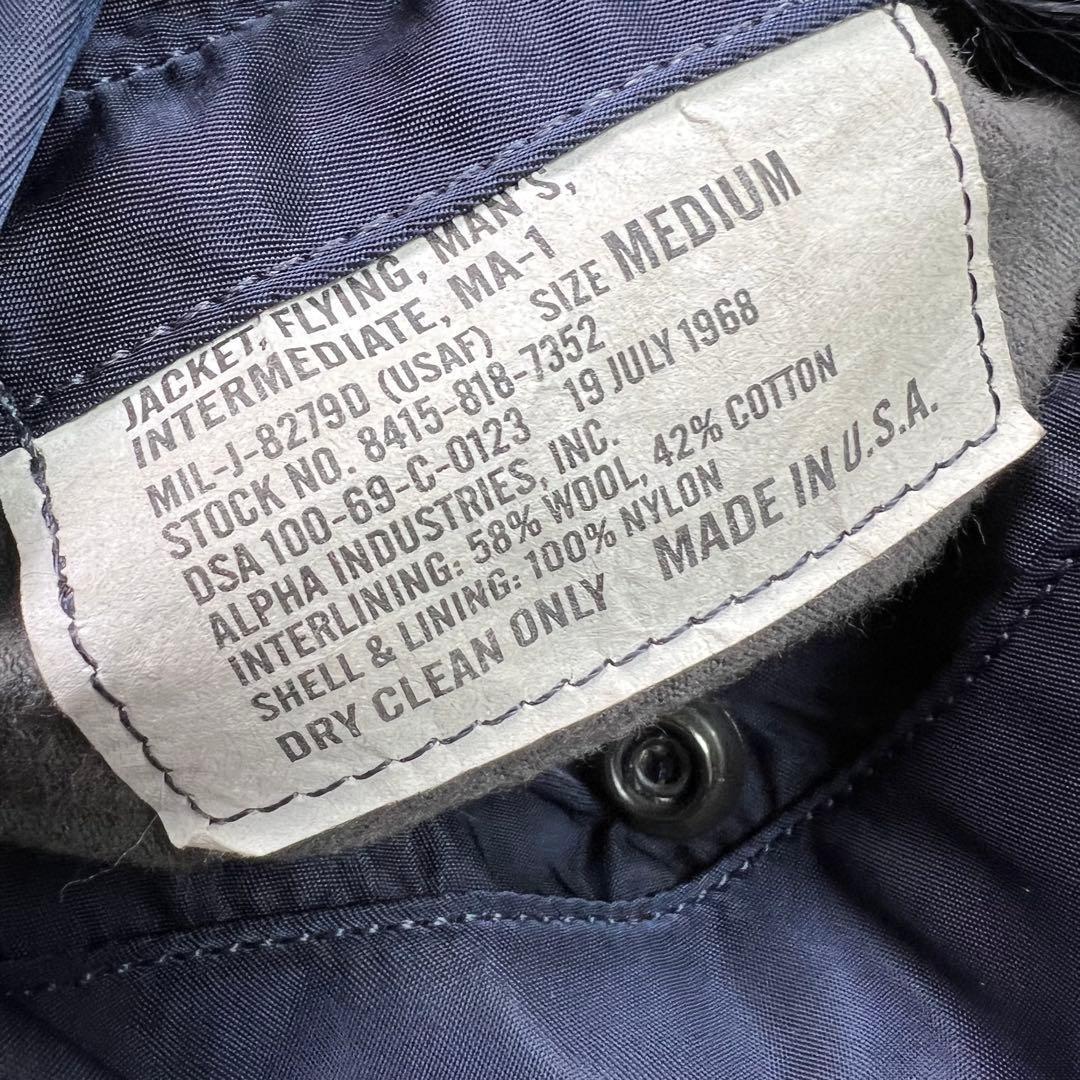 JACKET, FLYING, MAN'S,
INTERMEDIATE, MA-1
MIL-J-8279D (USAF) SIZE MEDIUM
STOCK NO. 8415-818-7352
DSA 100-69-C-0123 19 JULY 1968
ALPHA INDUSTRIES, INC.
INTERLINING: 58% WOOL, 42% COTTON
SHELL & LINING: 100% NYLON
DRY CLEAN ONLY MADE IN U.S.A.